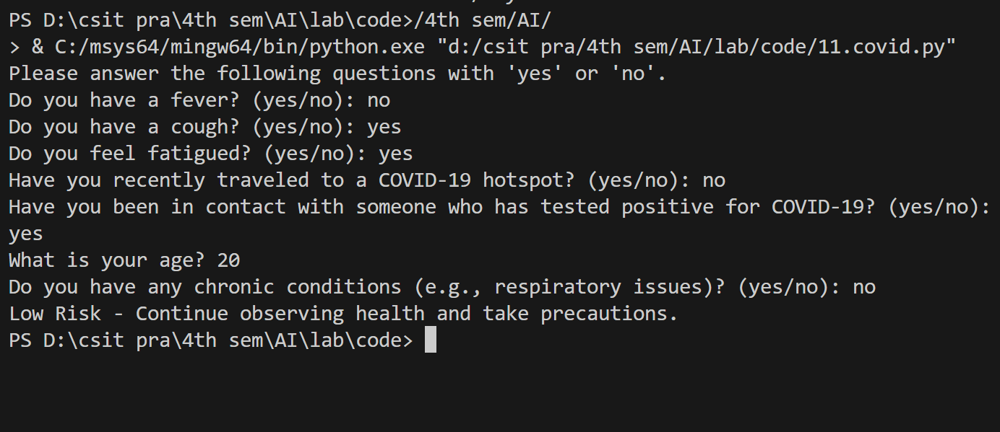 PS D:\csit pra\4th sem\AI\lab\code>/4th sem/AI/
> & C:/msys64/mingw64/bin/python.exe "d:/csit pra/4th sem/AI/lab/code/11.covid.py"
Please answer the following questions with 'yes' or 'no'.
Do you have a fever? (yes/no): no
Do you have a cough? (yes/no): yes
Do you feel fatigued? (yes/no): yes
Have you recently traveled to a COVID-19 hotspot? (yes/no): no
Have you been in contact with someone who has tested positive for COVID-19? (yes/no):
yes
What is your age? 20
Do you have any chronic conditions (e.g., respiratory issues)? (yes/no): no
Low Risk - Continue observing health and take precautions.
PS D:\csit pra\4th sem\AI\lab\code>